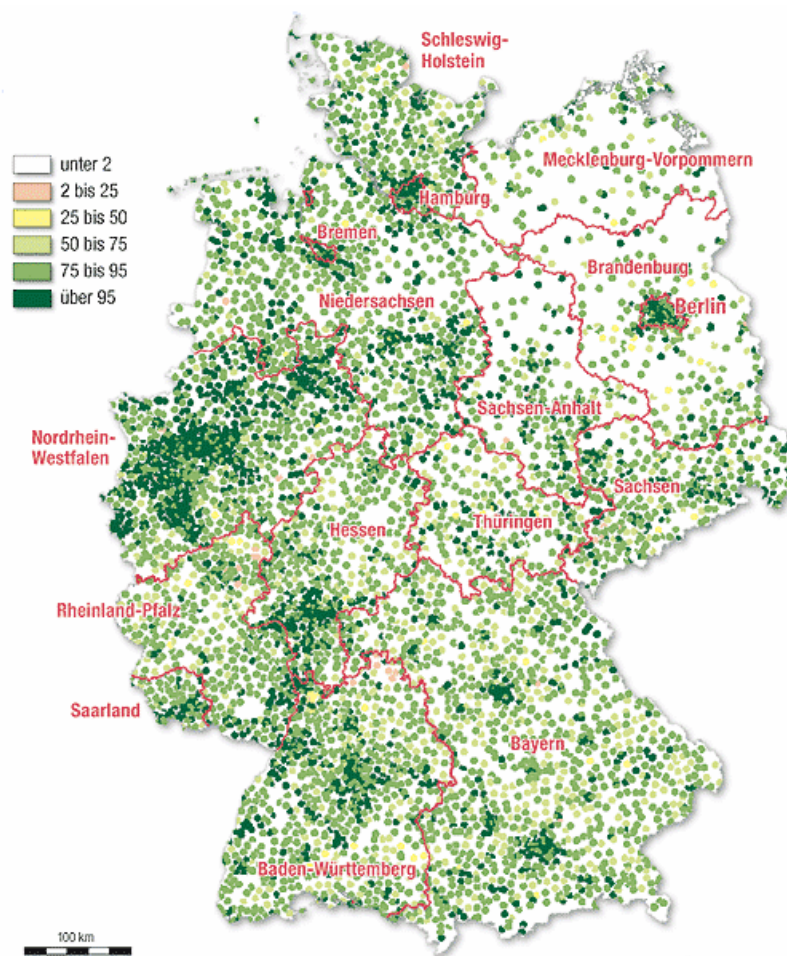 Schleswig-
Holstein
Mecklenburg-Vorpommern
unter 2
2 bis 25
25 bis 50
50 bis 75
75 bis 95
über 95
Hamburg
Bremen
Brandenburg
Niedersachsen
Berlin
Sachsen-Anhalt
Nordrhein-
Westfalen
Sachsen
Hessen
Thüringen
Rheinland-Pfalz
Saarland
Bayern
Baden-Württemberg
100 km